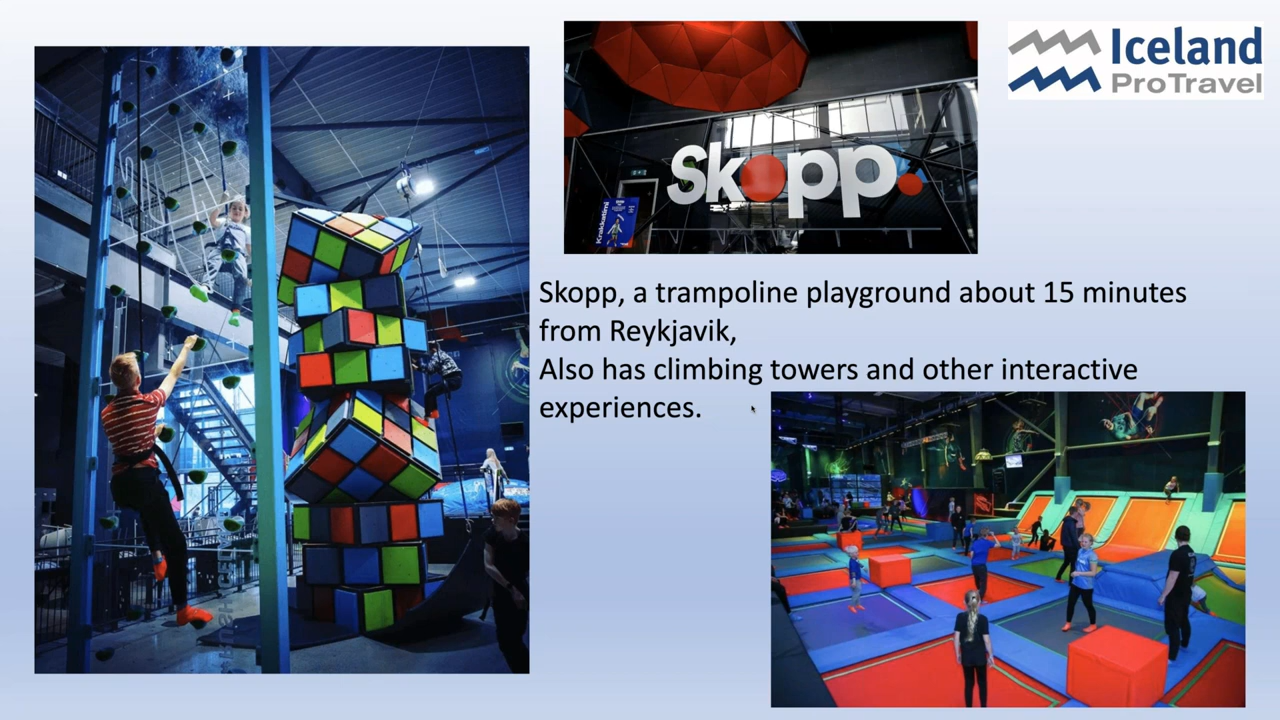 Iceland
ProTravel
Skopp.
Krakkatími
Skopp, a trampoline playground about 15 minutes
from Reykjavik,
Also has climbing towers and other interactive
experiences.